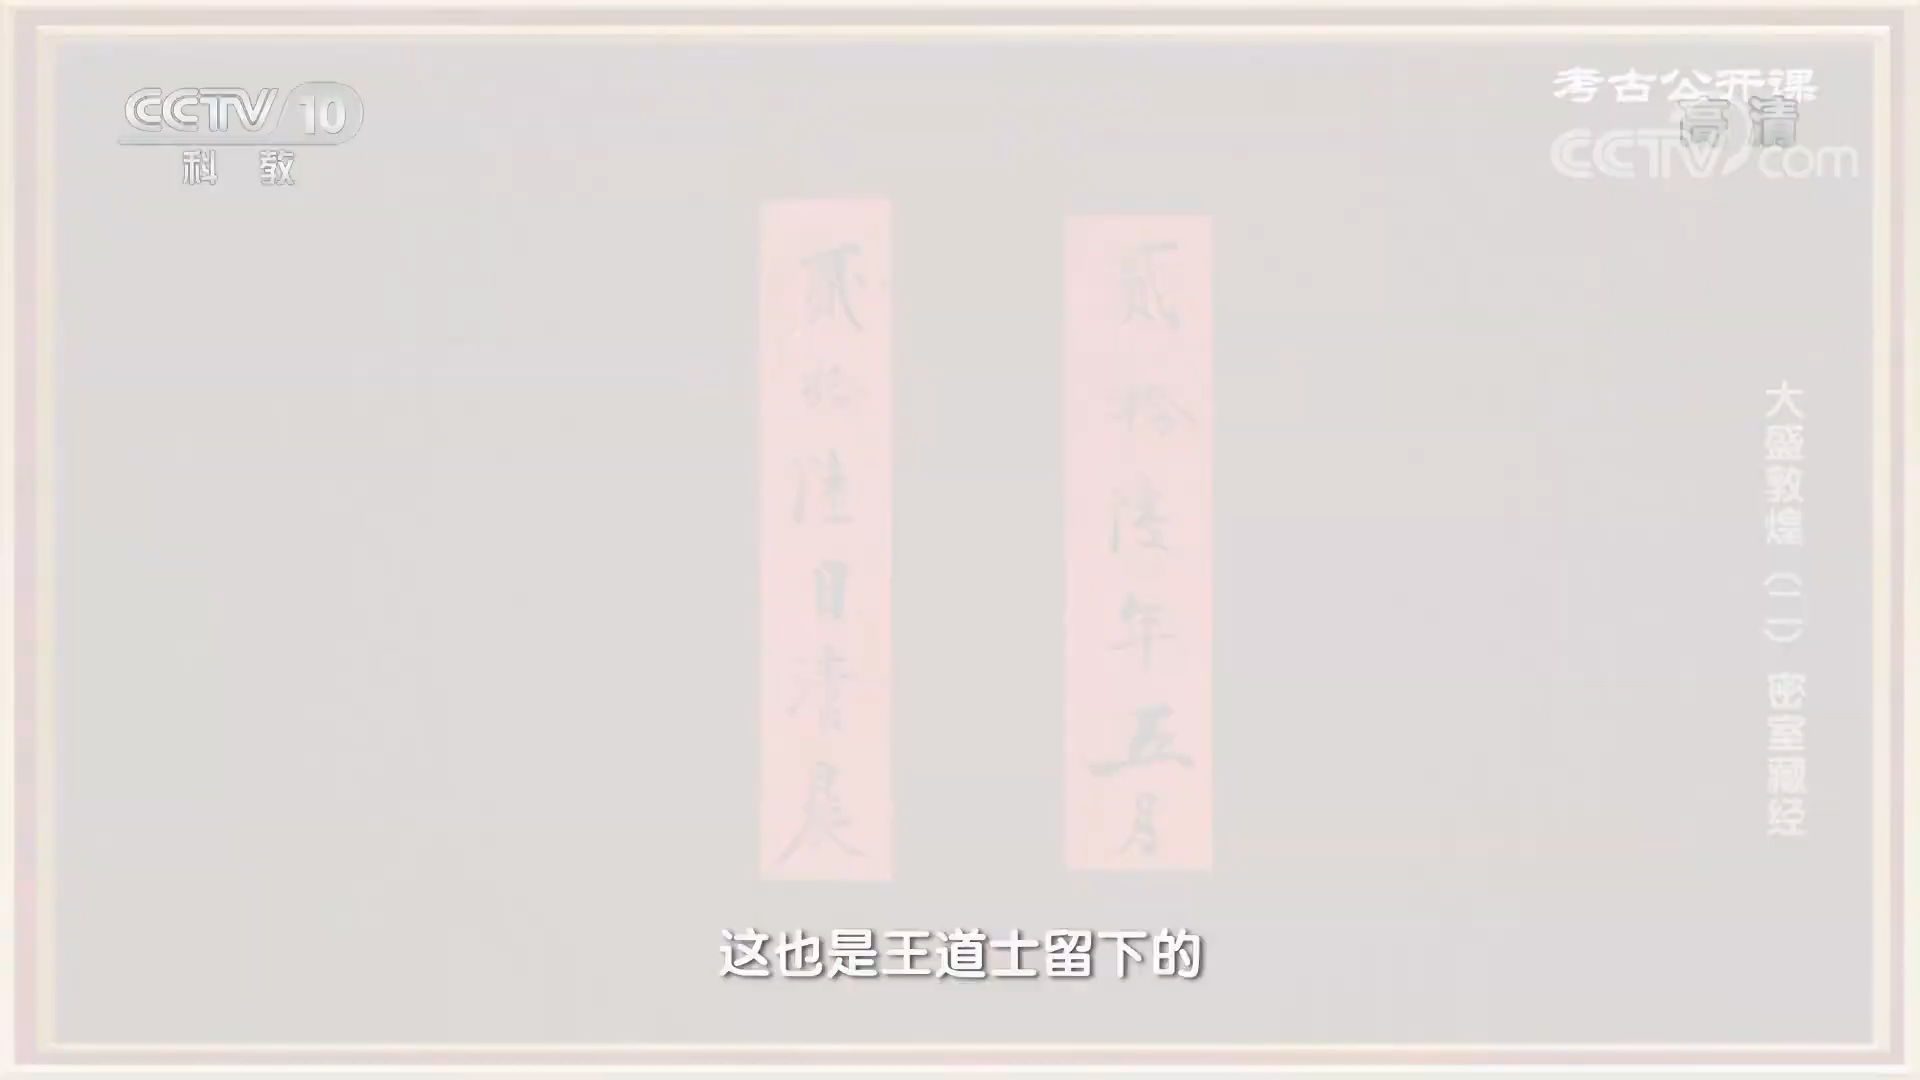 CCTV 10
科教
考古公开课
高清
CCTV.com
贰拾陆年五月
贰拾陆日清晨
大盛敦煌（二）密室藏经
这也是王道士留下的